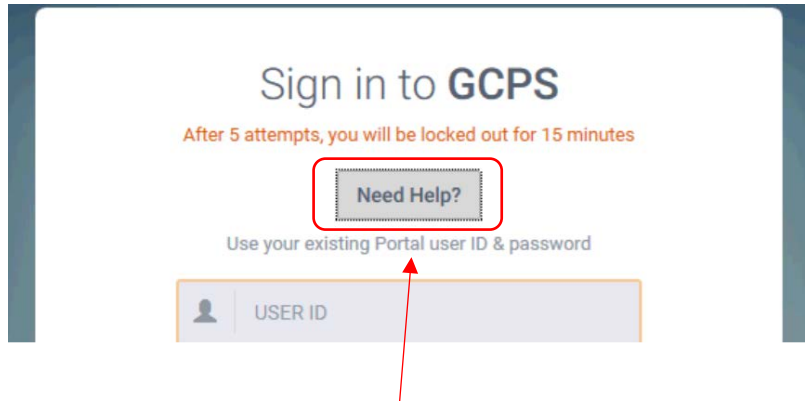 Sign in to GCPS
After 5 attempts, you will be locked out for 15 minutes
Need Help?
Use your existing Portal user ID & password
USER ID